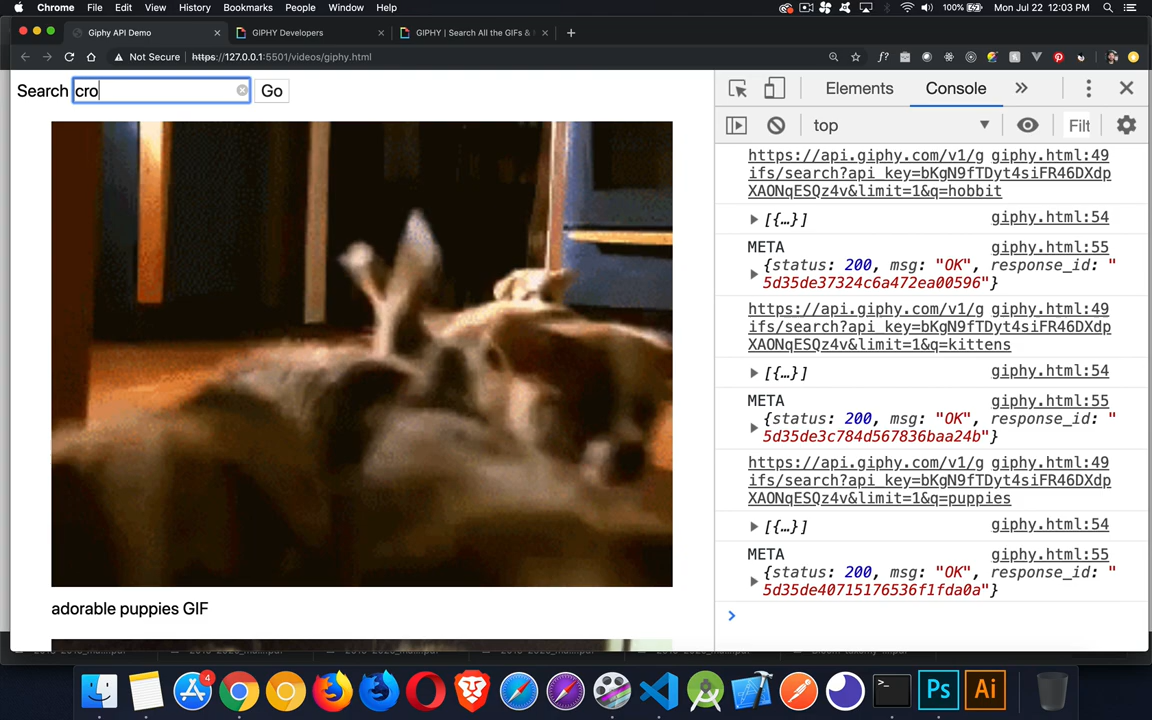 Chrome File Edit View History Bookmarks People Window Help
4 100% Mon Jul 22 12:03 PM
Giphy API Demo
GIPHY Developers
GIPHY | Search All the GIFs &
Not Secure https://127.0.0.1:5501/videos/giphy.html
Search cro Go
adorable puppies GIF
Elements Console
top Filt
https://api.giphy.com/v1/g giphy.html:49
ifs/search?api_key=bKgN9fTDyt4siFR46DXdp
XAONqESQz4v&limit=1&q=hobbit
[{…}] giphy.html:54
META giphy.html:55
{status: 200, msg: "OK", response_id: "
5d35de37324c6a472ea00596"}
https://api.giphy.com/v1/g giphy.html:49
ifs/search?api_key=bKgN9fTDyt4siFR46DXdp
XAONqESQz4v&limit=1&q=kittens
[{…}] giphy.html:54
META giphy.html:55
{status: 200, msg: "OK", response_id: "
5d35de3c784d567836baa24b"}
https://api.giphy.com/v1/g giphy.html:49
ifs/search?api_key=bKgN9fTDyt4siFR46DXdp
XAONqESQz4v&limit=1&q=puppies
[{…}] giphy.html:54
META giphy.html:55
{status: 200, msg: "OK", response_id: "
5d35de40715176536f1fda0a"}
4
Ps
Ai